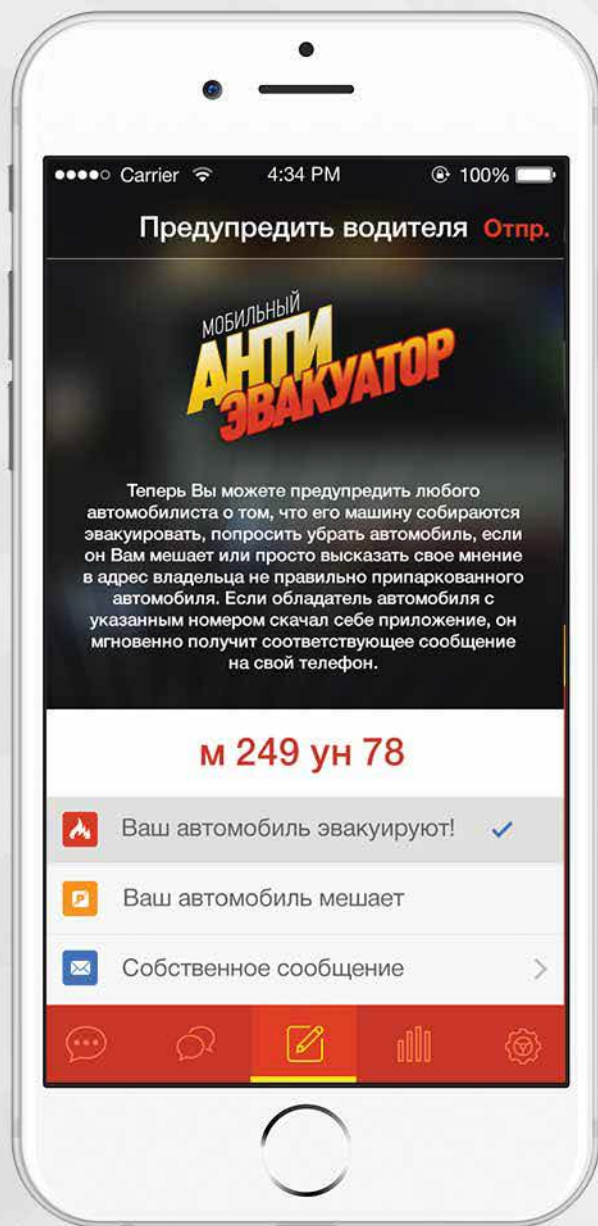 Carrier 4:34 PM 100%
Предупредить водителя Отпр.
МОБИЛЬНЫЙ
АНТИ
ЭВАКУАТОР
Теперь Вы можете предупредить любого
автомобилиста о том, что его машину собираются
эвакуировать, попросить убрать автомобиль, если
он Вам мешает или просто высказать свое мнение
в адрес владельца не правильно припаркованного
автомобиля. Если обладатель автомобиля с
указанным номером скачал себе приложение, он
мгновенно получит соответствующее сообщение
на свой телефон.
м 249 ун 78
Ваш автомобиль эвакуируют!
P
Ваш автомобиль мешает
Собственное сообщение